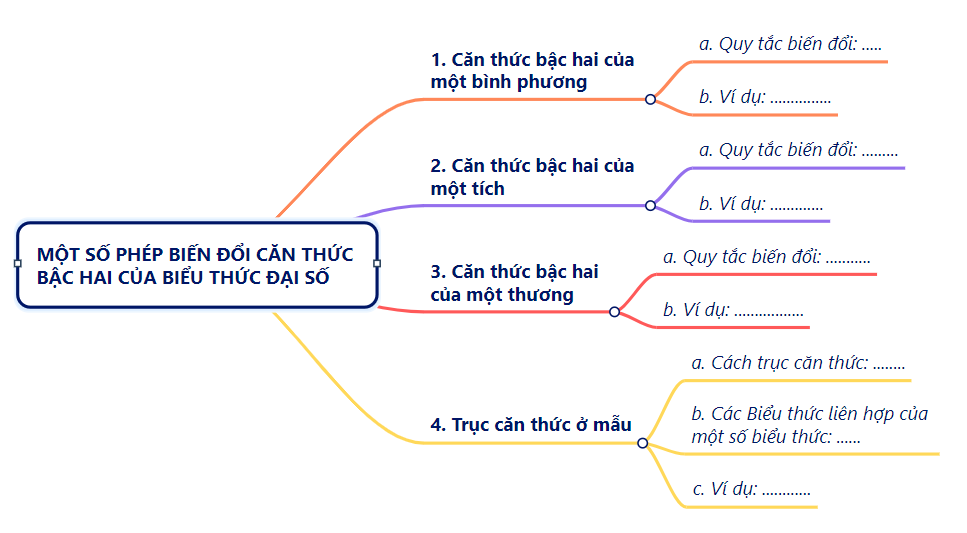 MỘT SỐ PHÉP BIẾN ĐỔI CĂN THỨC
BẬC HAI CỦA BIỂU THỨC ĐẠI SỐ
1. Căn thức bậc hai của
một bình phương
a. Quy tắc biến đổi: .....
b. Ví dụ: ...............
2. Căn thức bậc hai của
một tích
a. Quy tắc biến đổi: .........
b. Ví dụ: .............
3. Căn thức bậc hai
của một thương
a. Quy tắc biến đổi: ...........
b. Ví dụ: .................
4. Trục căn thức ở mẫu
a. Cách trục căn thức: ........
b. Các Biểu thức liên hợp của
một số biểu thức: ......
c. Ví dụ: ............